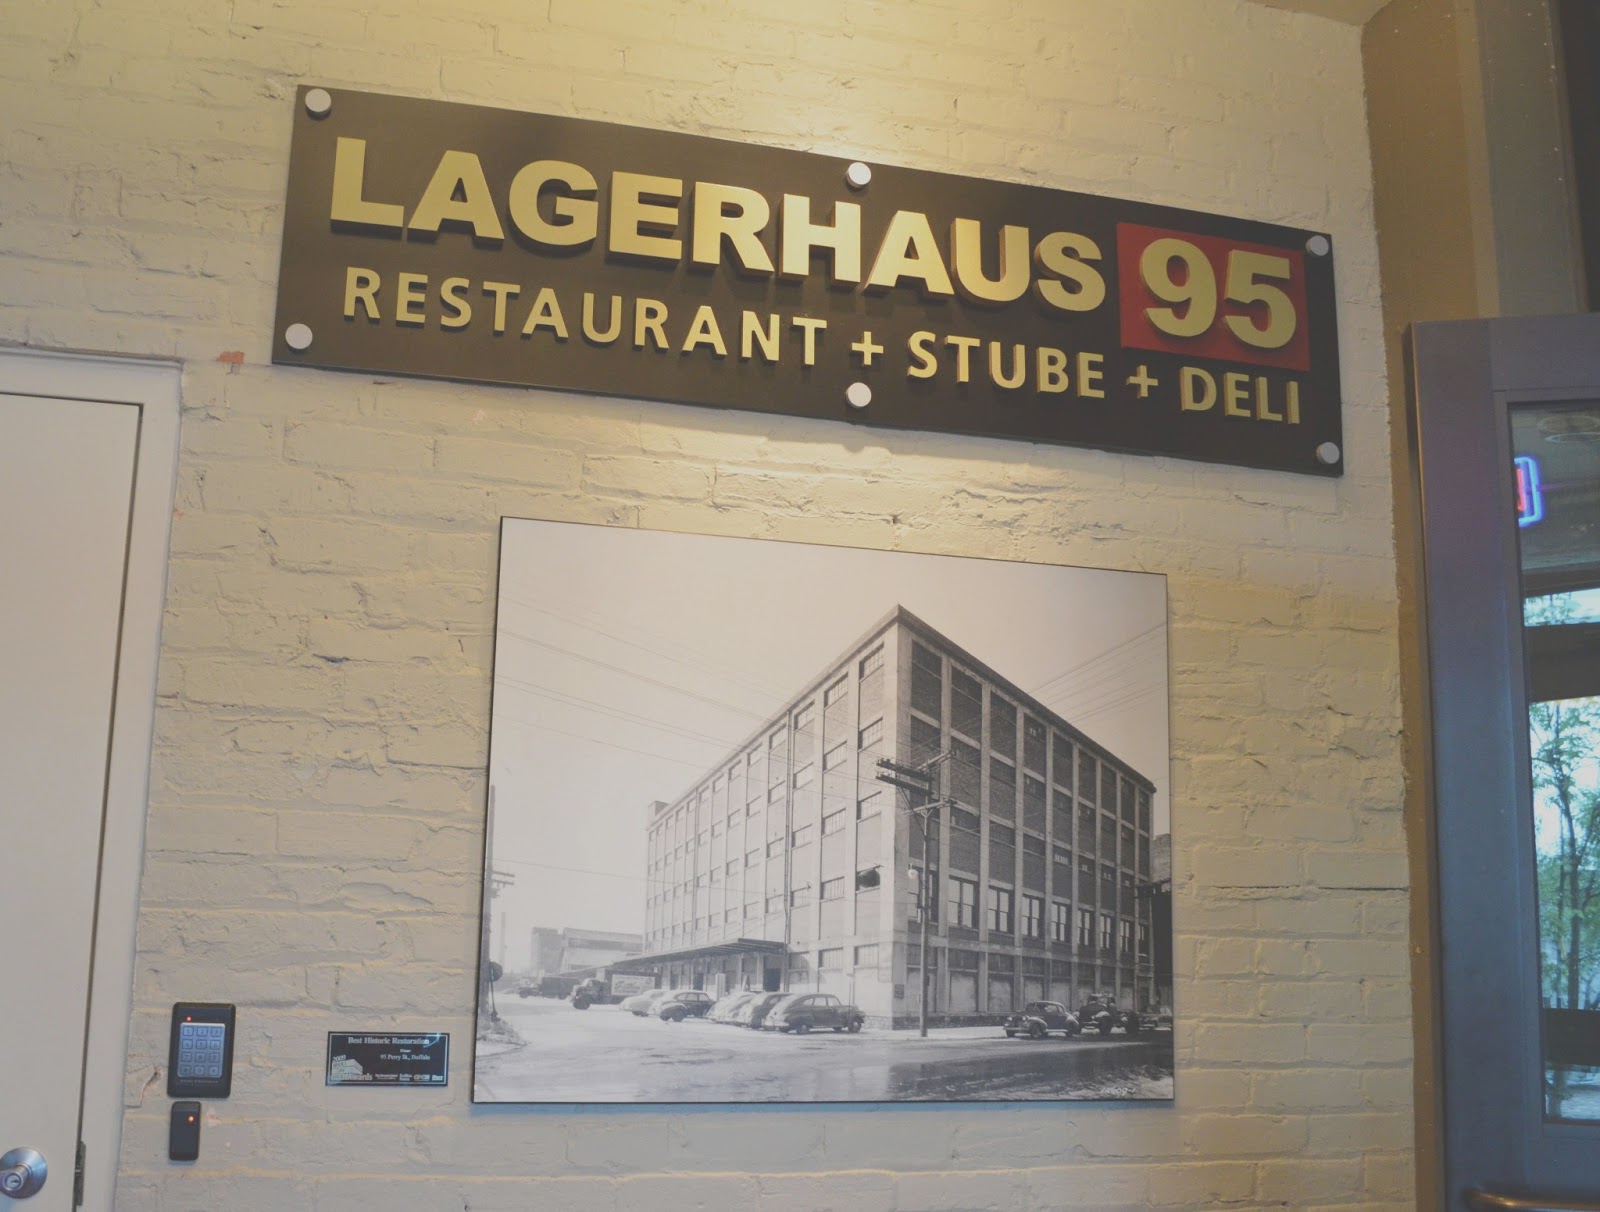 LAGERHAUS 95
RESTAURANT + STUBE + DELI
Best Historic Restoration
95 Perry St., Buffalo